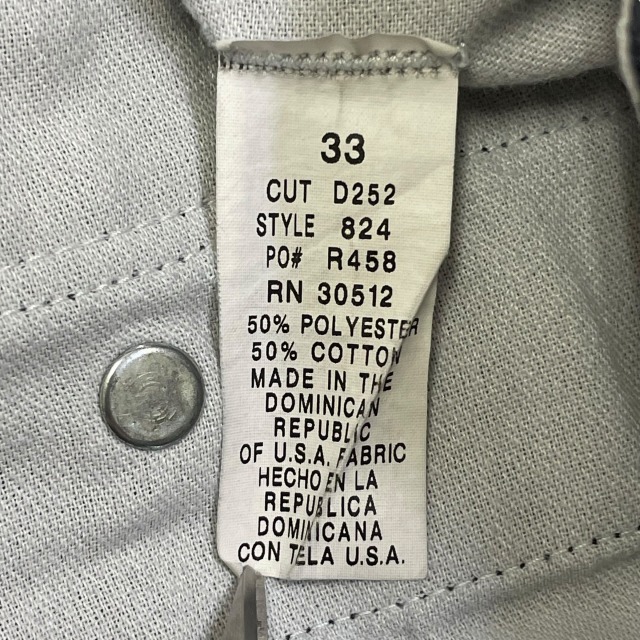 33
CUT D252
STYLE 824
PO# R458
RN 30512
50% POLYESTER
50% COTTON
MADE IN THE
DOMINICAN
REPUBLIC
OF U.S.A. FABRIC
HECHO EN LA
REPUBLICA
DOMINICANA
CON TELA U.S.A.